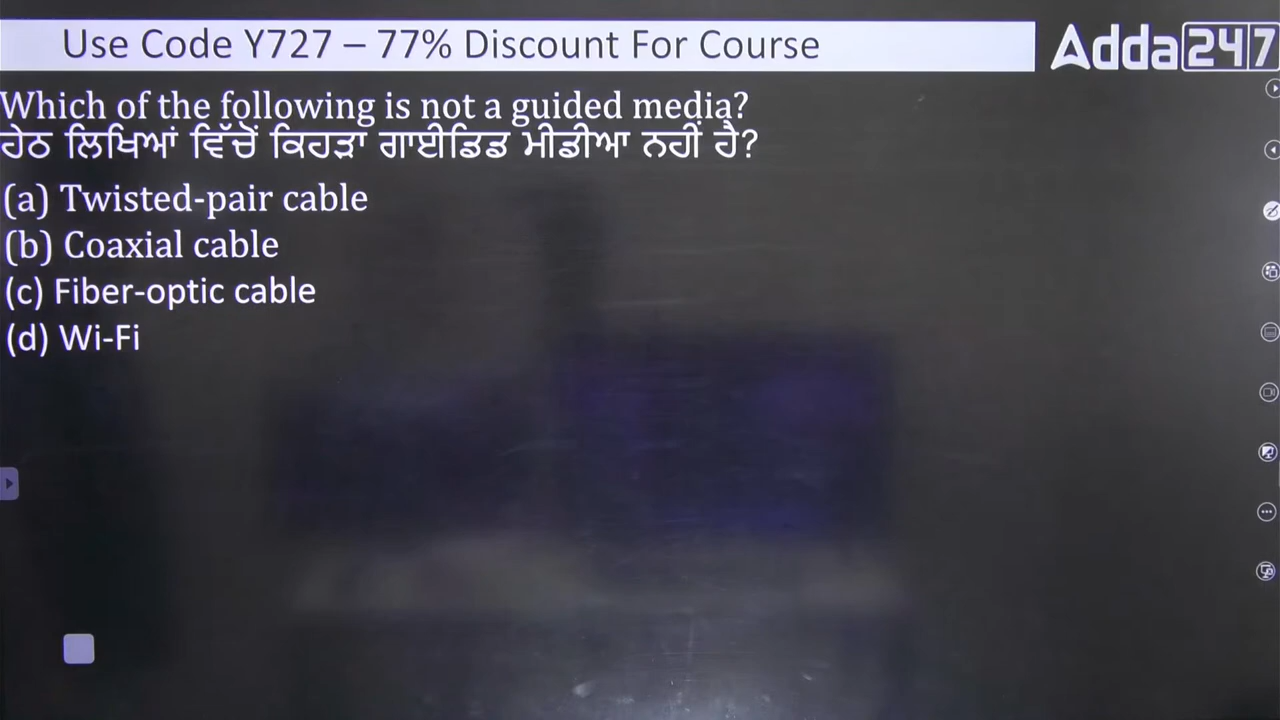 Use Code Y727 – 77% Discount For Course
Adda247
Which of the following is not a guided media?
ਹੇਠ ਲਿਖਿਆਂ ਵਿੱਚੋਂ ਕਿਹੜਾ ਗਾਈਡਿਡ ਮੀਡੀਆ ਨਹੀਂ ਹੈ?
(a) Twisted-pair cable
(b) Coaxial cable
(c) Fiber-optic cable
(d) Wi-Fi